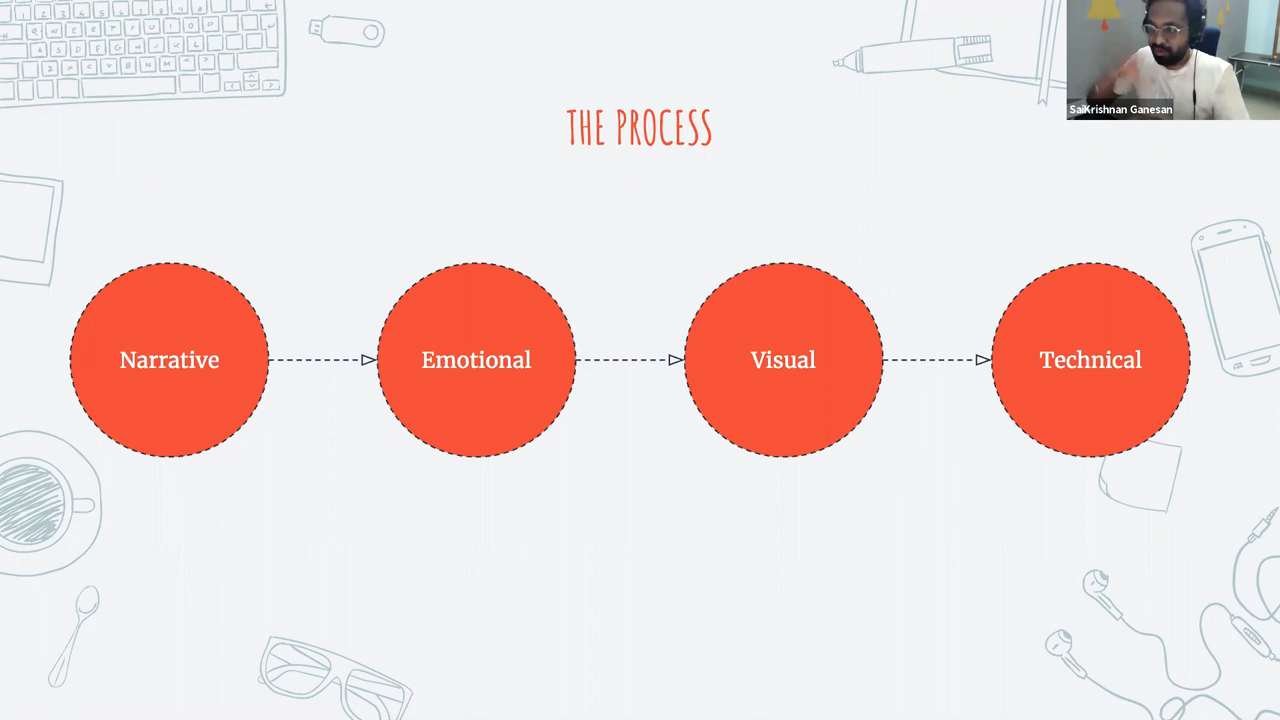 THE PROCESS
SaiKrishnan Ganesan
Narrative
Emotional
Visual
Technical